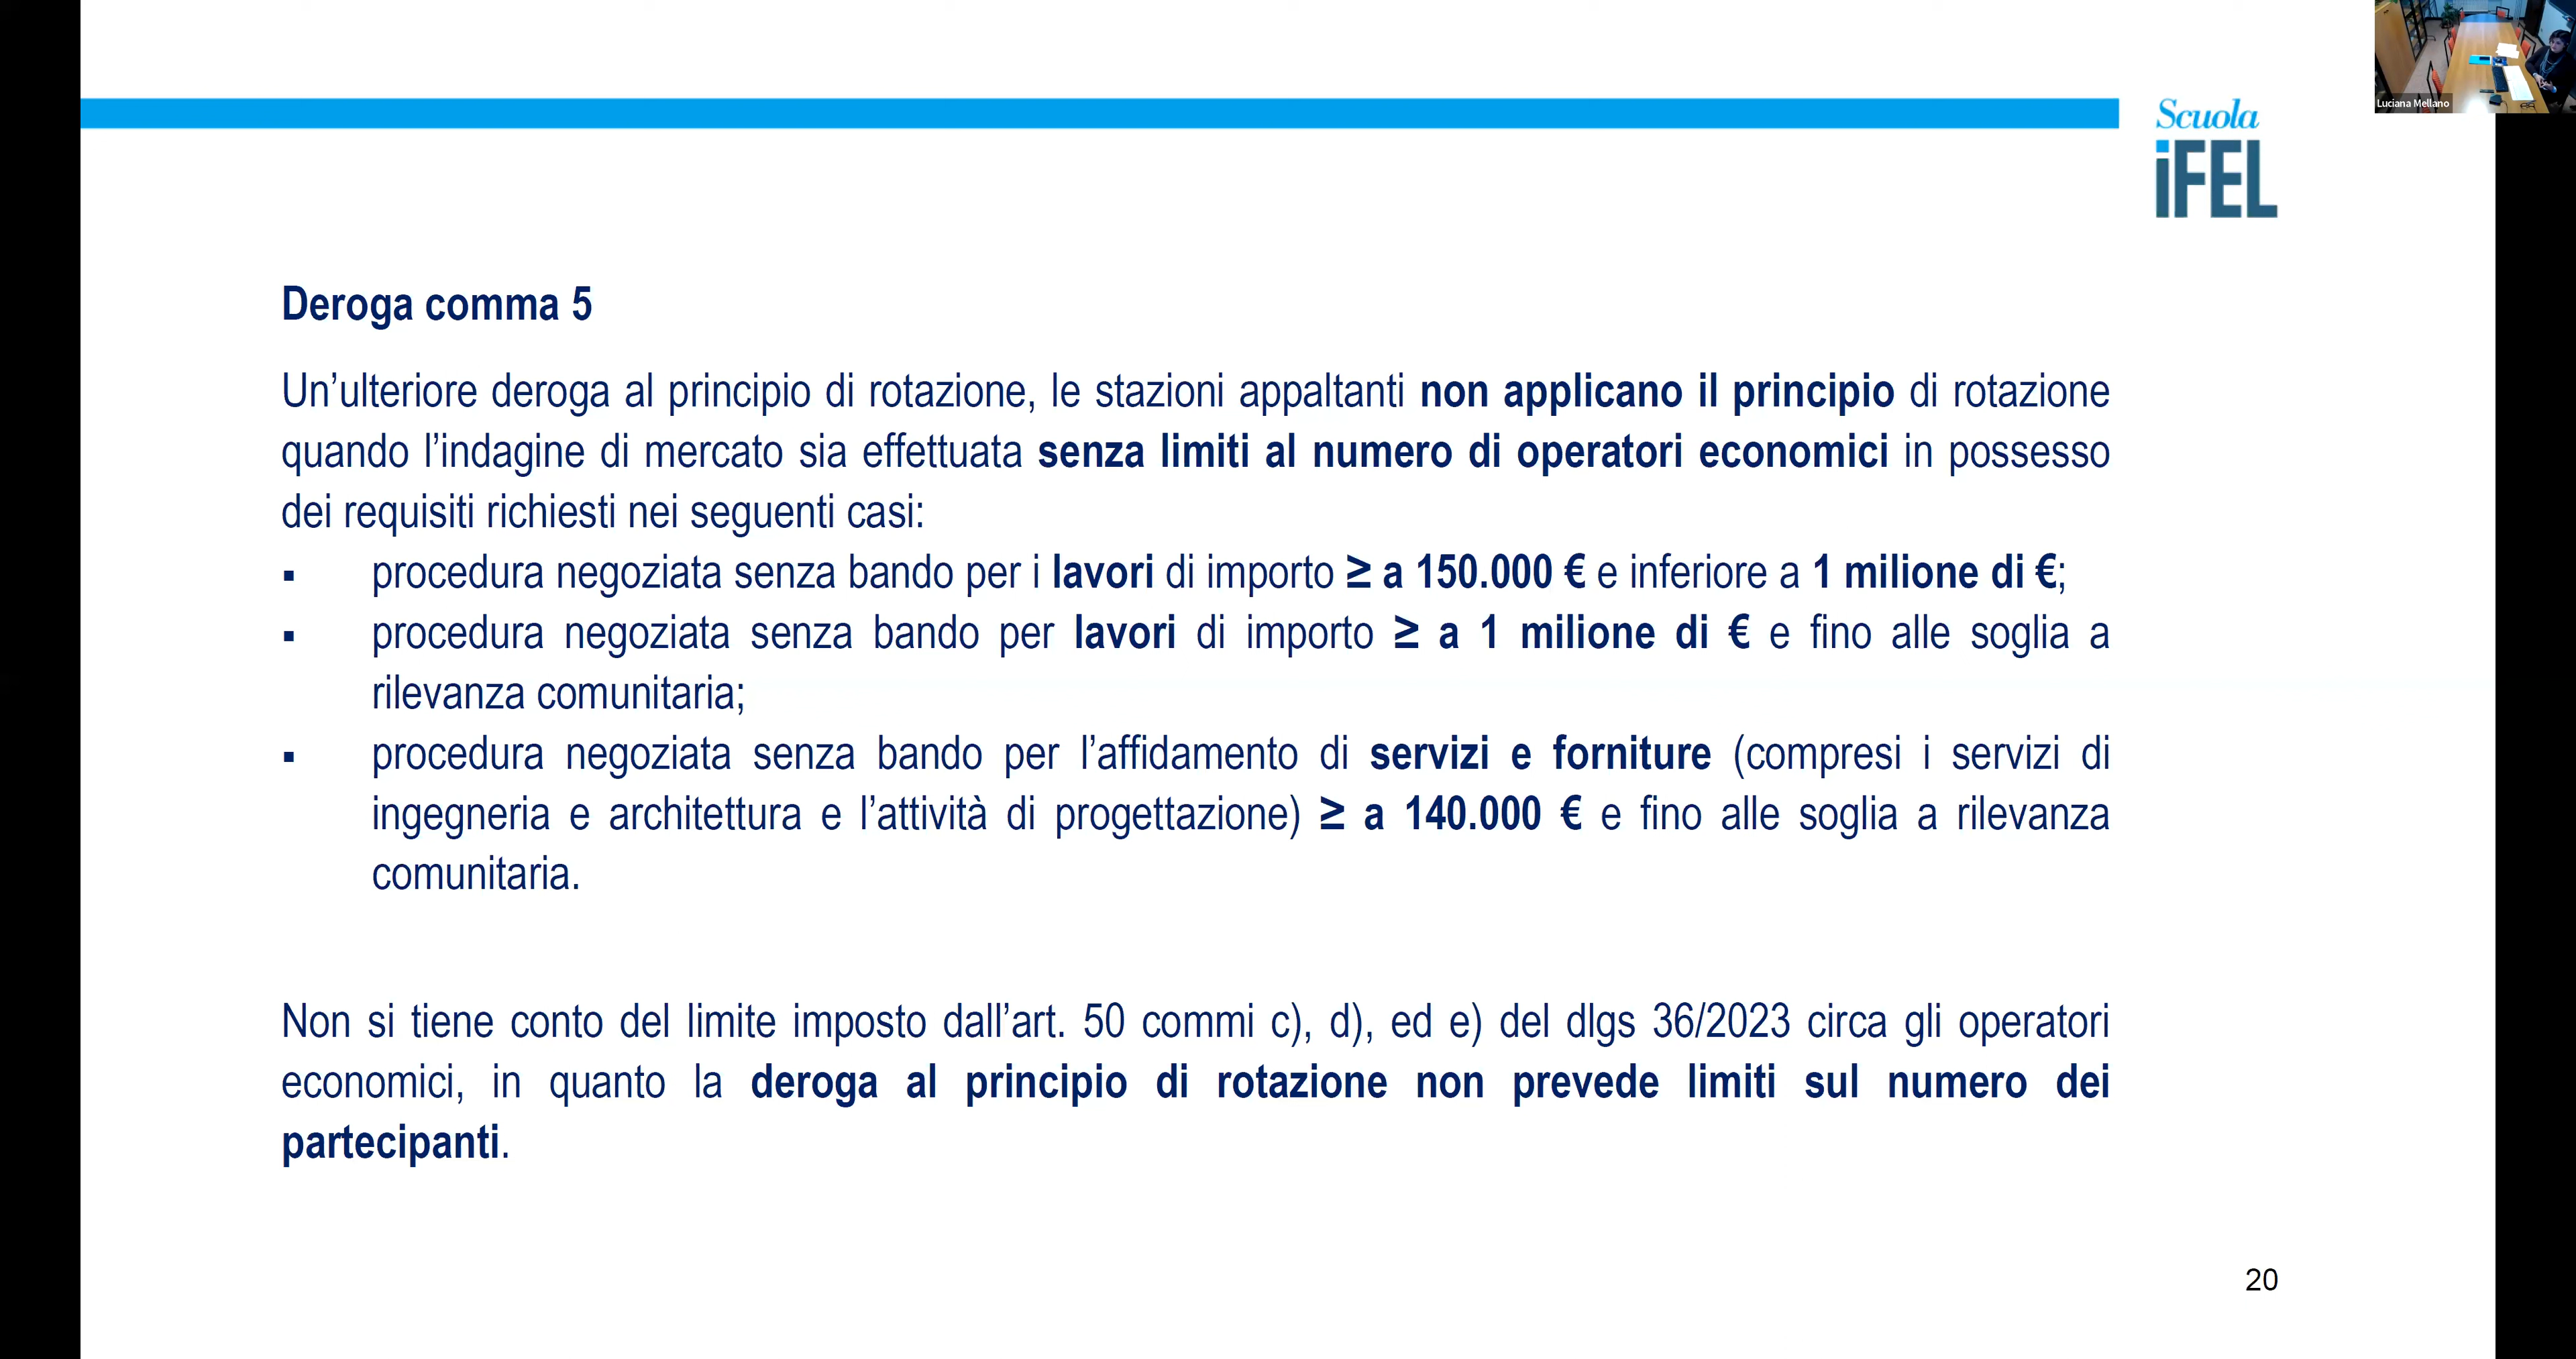 Luciana Mellano
Scuola
iFEL
Deroga comma 5
Un’ulteriore deroga al principio di rotazione, le stazioni appaltanti non applicano il principio di rotazione
quando l’indagine di mercato sia effettuata senza limiti al numero di operatori economici in possesso
dei requisiti richiesti nei seguenti casi:
▪ procedura negoziata senza bando per i lavori di importo ≥ a 150.000 € e inferiore a 1 milione di €;
▪ procedura negoziata senza bando per lavori di importo ≥ a 1 milione di € e fino alle soglia a
rilevanza comunitaria;
▪ procedura negoziata senza bando per l’affidamento di servizi e forniture (compresi i servizi di
ingegneria e architettura e l’attività di progettazione) ≥ a 140.000 € e fino alle soglia a rilevanza
comunitaria.
Non si tiene conto del limite imposto dall’art. 50 commi c), d), ed e) del dlgs 36/2023 circa gli operatori
economici, in quanto la deroga al principio di rotazione non prevede limiti sul numero dei
partecipanti.
20